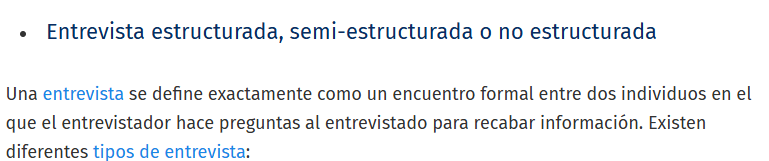 • Entrevista estructurada, semi-estructurada o no estructurada
Una entrevista se define exactamente como un encuentro formal entre dos individuos en el
que el entrevistador hace preguntas al entrevistado para recabar información. Existen
diferentes tipos de entrevista: